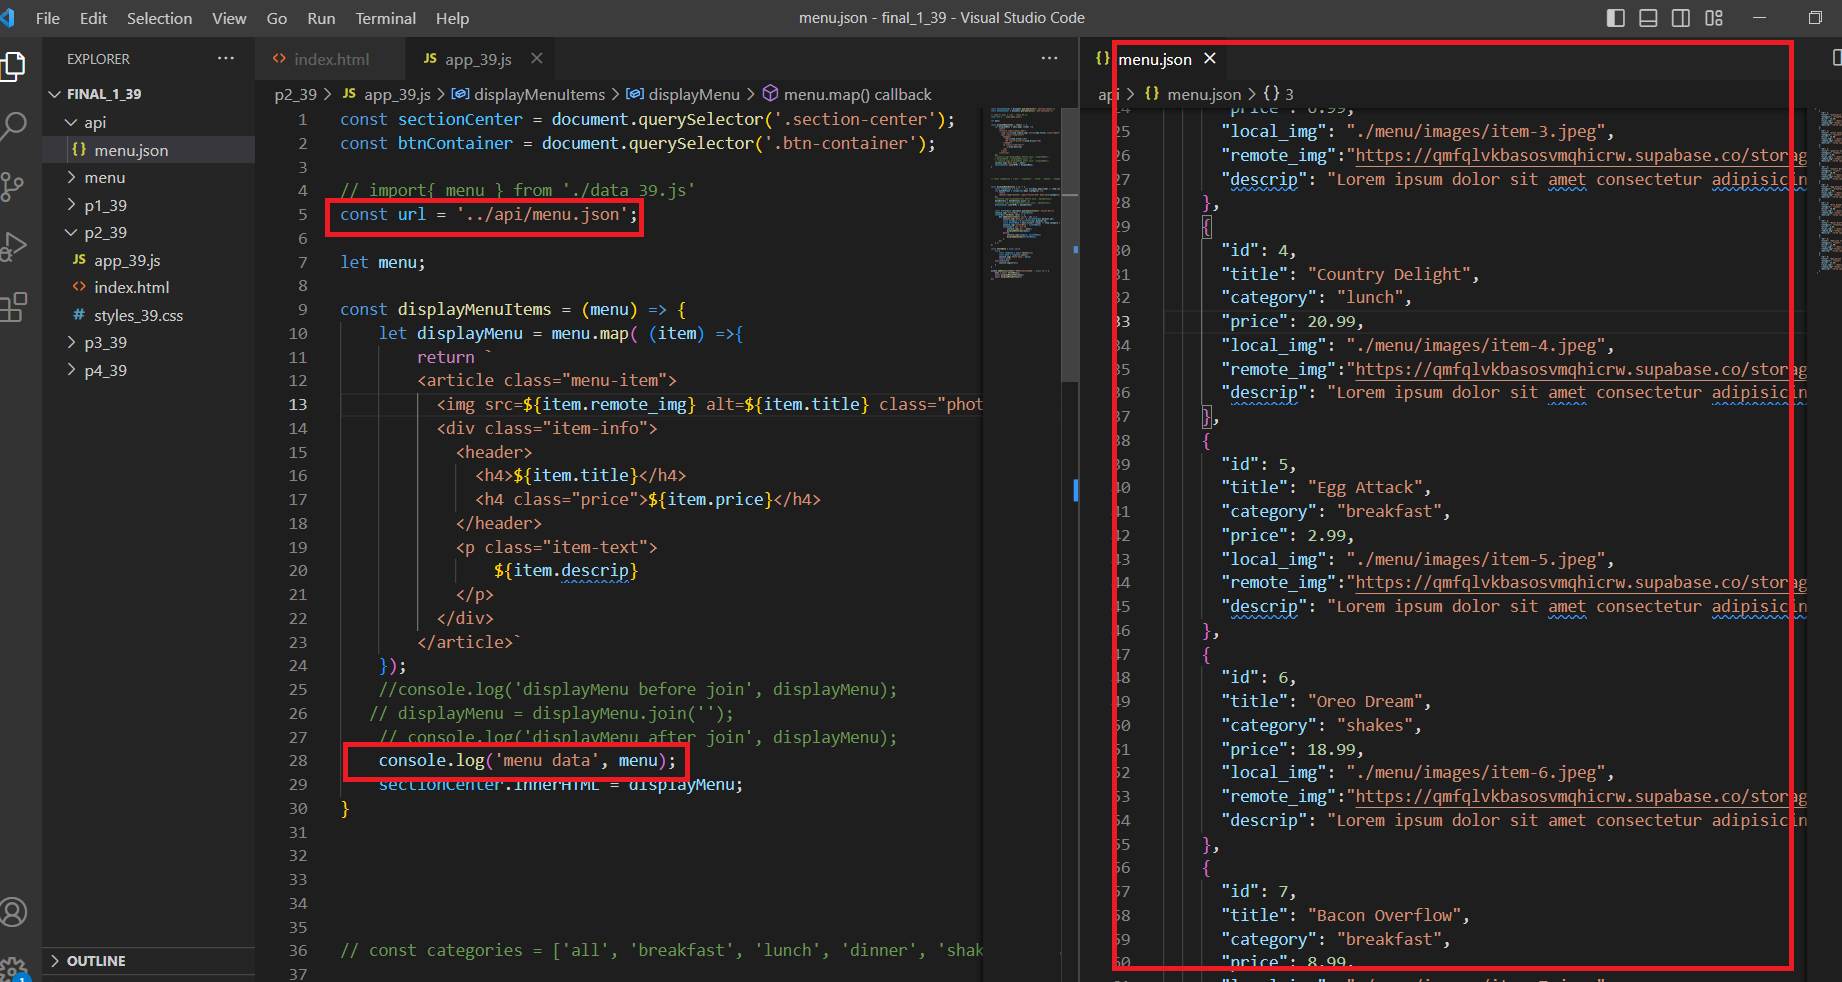 File Edit Selection View Go Run Terminal Help
menu.json - final_1_39 - Visual Studio Code
EXPLORER ...
FINAL_1_39
api
{} menu.json
menu
p1_39
p2_39
JS app_39.js
<> index.html
# styles_39.css
p3_39
p4_39
OUTLINE
1
<> index.html
JS app_39.js ×
...
p2_39 > JS app_39.js > displayMenuItems > displayMenu > menu.map() callback
1 const sectionCenter = document.querySelector('.section-center');
2 const btnContainer = document.querySelector('.btn-container');
3
4 // import{ menu } from './data_39.js'
5 const url = '../api/menu.json';
6
7 let menu;
8
9 const displayMenuItems = (menu) => {
10 let displayMenu = menu.map( (item) =>{
11 return `
12 <article class="menu-item">
13 <img src=${item.remote_img} alt=${item.title} class="phot
14 <div class="item-info">
15 <header>
16 <h4>${item.title}</h4>
17 <h4 class="price">${item.price}</h4>
18 </header>
19 <p class="item-text">
20 ${item.descrip}
21 </p>
22 </div>
23 </article>`
24 });
25 //console.log('displayMenu before join', displayMenu);
26 // displayMenu = displayMenu.join('');
27 // console.log('displayMenu after join', displayMenu);
28 console.log('menu data', menu);
29 sectionCenter.innerHTML = displayMenu;
30 }
31
32
33
34
35
36 // const categories = ['all', 'breakfast', 'lunch', 'dinner', 'shak
37
{} menu.json ×
api > {} menu.json > {} 3
24 "price": 6.99,
25 "local_img": "./menu/images/item-3.jpeg",
26 "remote_img":"https://qmfqlvkbasosvmqhicrw.supabase.co/storag
27 "descrip": "Lorem ipsum dolor sit amet consectetur adipisicin
28 },
29 {
30 "id": 4,
31 "title": "Country Delight",
32 "category": "lunch",
33 "price": 20.99,
34 "local_img": "./menu/images/item-4.jpeg",
35 "remote_img":"https://qmfqlvkbasosvmqhicrw.supabase.co/storag
36 "descrip": "Lorem ipsum dolor sit amet consectetur adipisicin
37 },
38 {
39 "id": 5,
40 "title": "Egg Attack",
41 "category": "breakfast",
42 "price": 2.99,
43 "local_img": "./menu/images/item-5.jpeg",
44 "remote_img":"https://qmfqlvkbasosvmqhicrw.supabase.co/storag
45 "descrip": "Lorem ipsum dolor sit amet consectetur adipisicin
46 },
47 {
48 "id": 6,
49 "title": "Oreo Dream",
50 "category": "shakes",
51 "price": 18.99,
52 "local_img": "./menu/images/item-6.jpeg",
53 "remote_img":"https://qmfqlvkbasosvmqhicrw.supabase.co/storag
54 "descrip": "Lorem ipsum dolor sit amet consectetur adipisicin
55 },
56 {
57 "id": 7,
58 "title": "Bacon Overflow",
59 "category": "breakfast",
60 "price": 8.99,